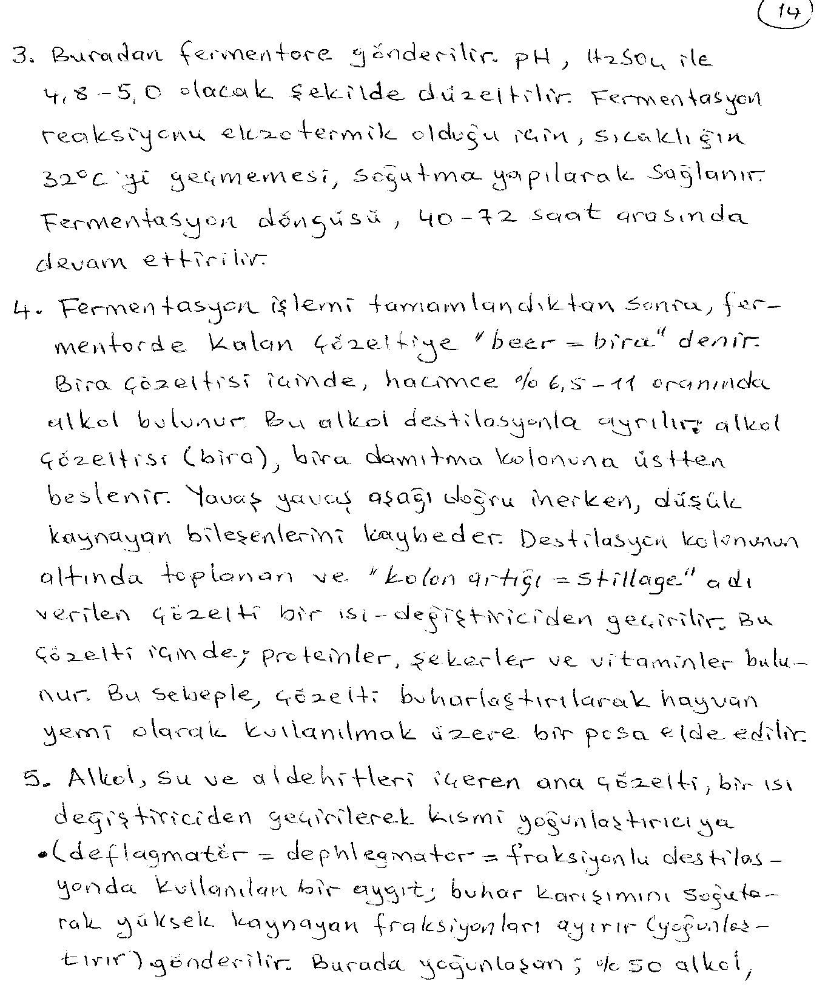 14
3. Buradan fermentöre gönderilir. pH, H2SO4 ile
4,8-5,0 olacak şekilde düzeltilir. Fermentasyon
reaksiyonu ekzotermik olduğu için, sıcaklığın
32°C'yi geçmemesi, soğutma yapılarak sağlanır.
Fermentasyon döngüsü, 40-72 saat arasında
devam ettirilir.
4. Fermentasyon işlemi tamamlandıktan sonra, fer-
mentorde kalan çözeltiye "beer = bira" denir.
Bira çözeltisi içinde, hacimce % 6,5-11 oranında
alkol bulunur. Bu alkol destilasyonla ayrılır; alkol
çözeltisi (bira), bira damıtma kolonuna üstten
beslenir. Yavaş yavaş aşağı doğru inerken, düşük
kaynayan bileşenlerini kaybeder. Destilasyon kolonunun
altında toplanan ve "kolon artığı = stillage" adı
verilen çözelti bir ısı-değiştiriciden geçirilir. Bu
çözelti içinde; proteinler, şekerler ve vitaminler bulu-
nur. Bu sebeple, çözelti buharlaştırılarak hayvan
yemi olarak kullanılmak üzere bir posa elde edilir.
5. Alkol, su ve aldehitleri içeren ana çözelti, bir ısı
değiştiriciden geçirilerek kısmi yoğunlaştırıcıya
•(deflagmatör = dephlegmator = fraksiyonlu destilas-
yonda kullanılan bir aygıt; buhar karışımını soğuta-
rak yüksek kaynayan fraksiyonları ayırır (yoğunlaş-
tırır) gönderilir. Burada yoğunlaşan; % 50 alkol,